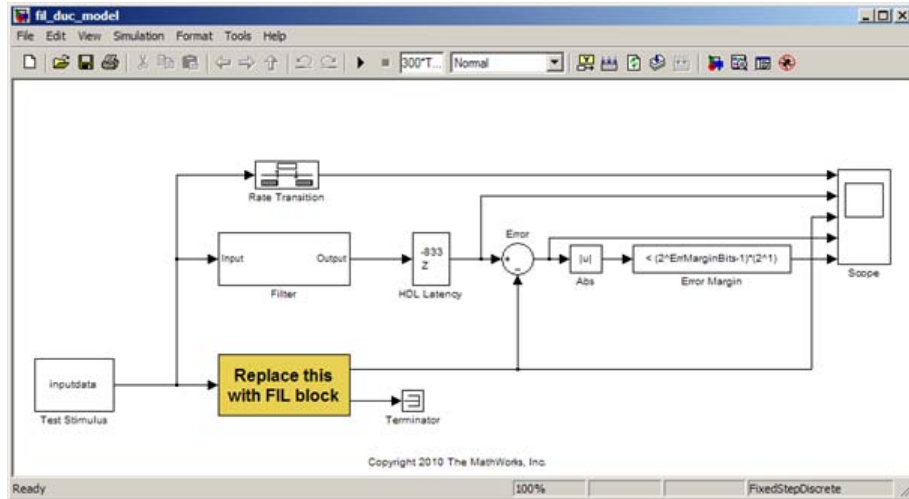 fil_duc_model
File Edit View Simulation Format Tools Help
300*T... Normal
Rate Transition
Input Output
Filter
-833
Z
HDL Latency
Error
+
−
|u|
Abs
< (2^ErrMarginBits-1)*(2^1)
Error Margin
Scope
inputdata
Test Stimulus
Replace this
with FIL block
Terminator
Copyright 2010 The MathWorks, Inc.
Ready 100% FixedStepDiscrete